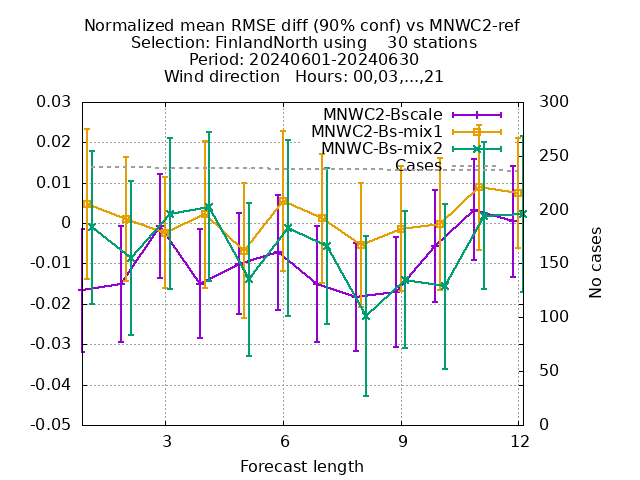 Normalized mean RMSE diff (90% conf) vs MNWC2-ref
Selection: FinlandNorth using    30 stations
Period: 20240601-20240630
Wind direction   Hours: 00,03,...,21
MNWC2-Bscale
MNWC2-Bs-mix1
MNWC-Bs-mix2
Cases
0.03
0.02
0.01
0
-0.01
-0.02
-0.03
-0.04
-0.05
300
250
200
150
100
50
0
No cases
3
6
9
12
Forecast length